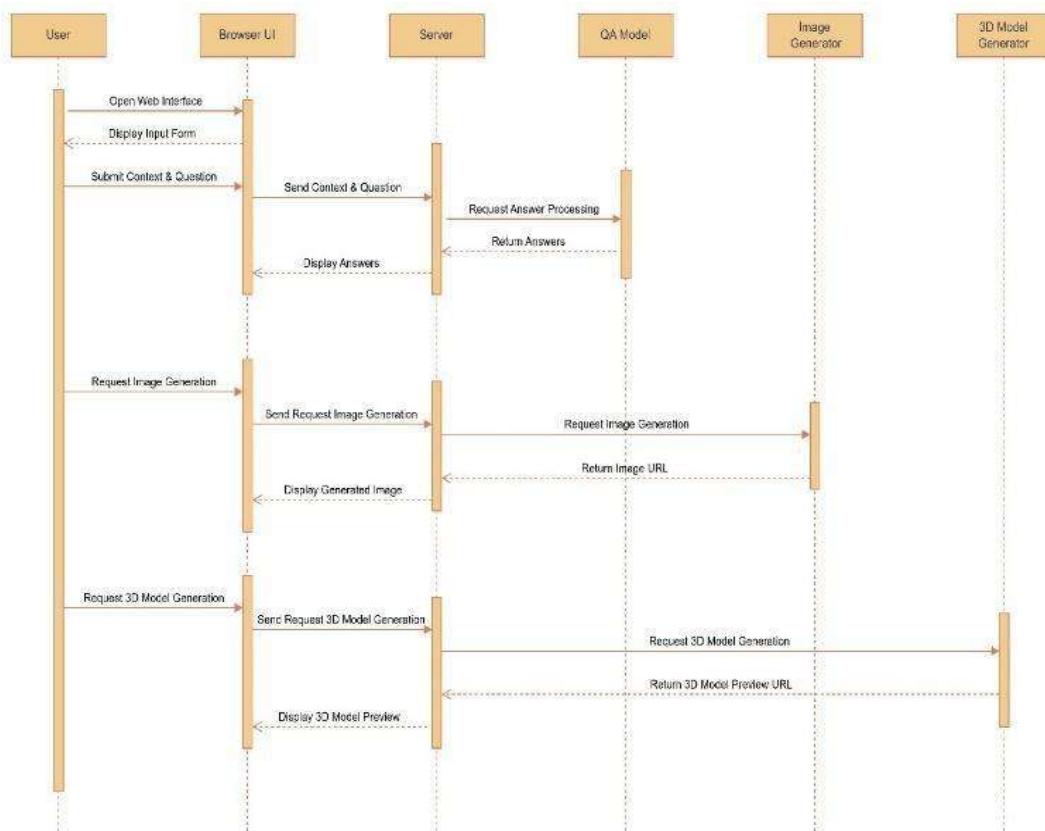 User
Browser UI
Server
QA Model
Image
Generator
3D Model
Generator
Open Web Interface
Display Input Form
Submit Context & Question
Send Context & Question
Request Answer Processing
Return Answers
Display Answers
Request Image Generation
Send Request Image Generation
Request Image Generation
Return Image URL
Display Generated Image
Request 3D Model Generation
Send Request 3D Model Generation
Request 3D Model Generation
Return 3D Model Preview URL
Display 3D Model Preview